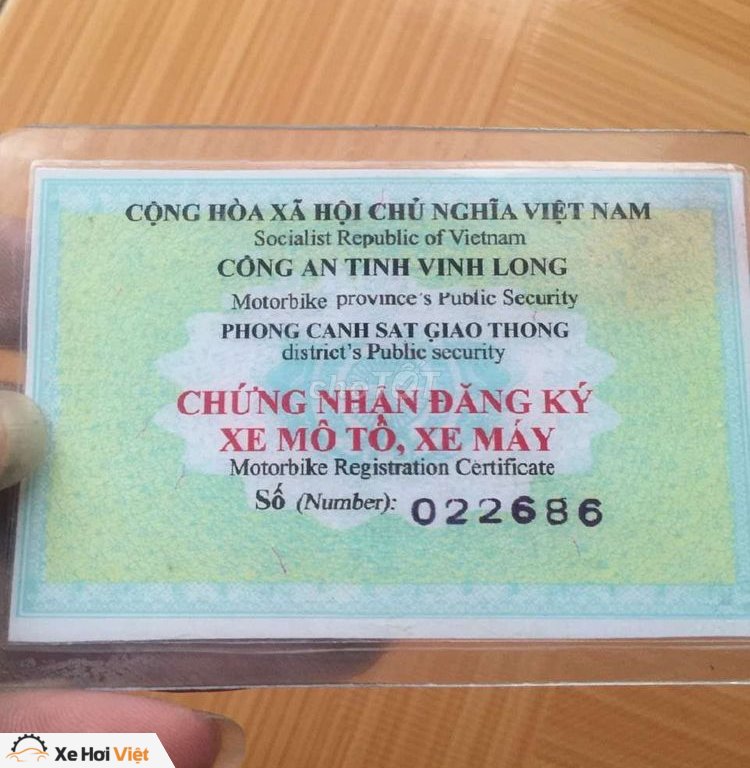 CỘNG HÒA XÃ HỘI CHỦ NGHĨA VIỆT NAM
Socialist Republic of Vietnam
CÔNG AN TINH VINH LONG
Motorbike province's Public Security
PHONG CANH SAT GIAO THONG
district's Public security
choTỐT
CHỨNG NHẬN ĐĂNG KÝ
XE MÔ TÔ, XE MÁY
Motorbike Registration Certificate
Số (Number): 022686
Xe Hơi Việt